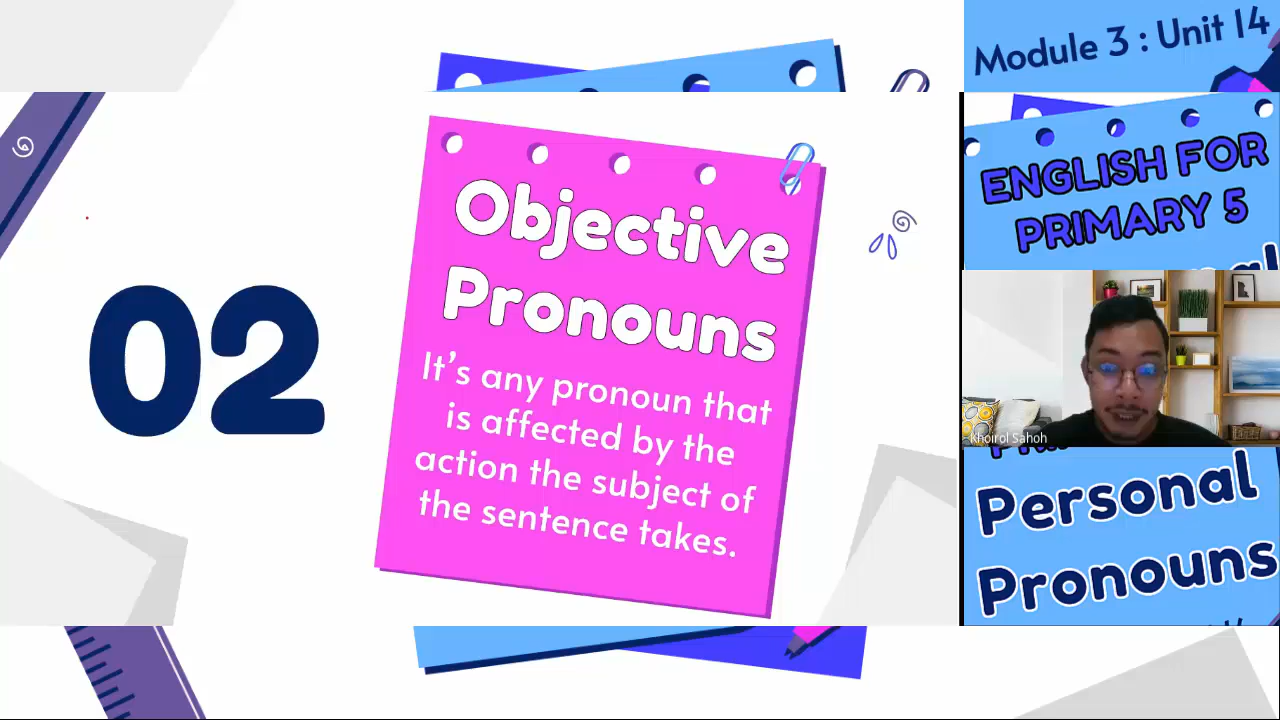 02
Objective
Pronouns
It's any pronoun that
is affected by the
action the subject of
the sentence takes.
Module 3 : Unit 14
ENGLISH FOR
PRIMARY 5
Khoirol Sahoh
Personal
Pronouns